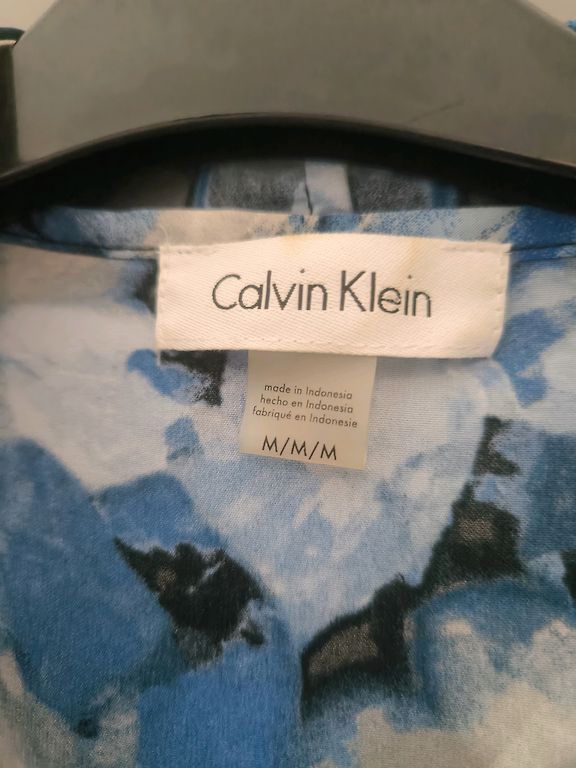 Calvin Klein
made in Indonesia
hecho en Indonesia
fabriqué en Indonesie
M/M/M